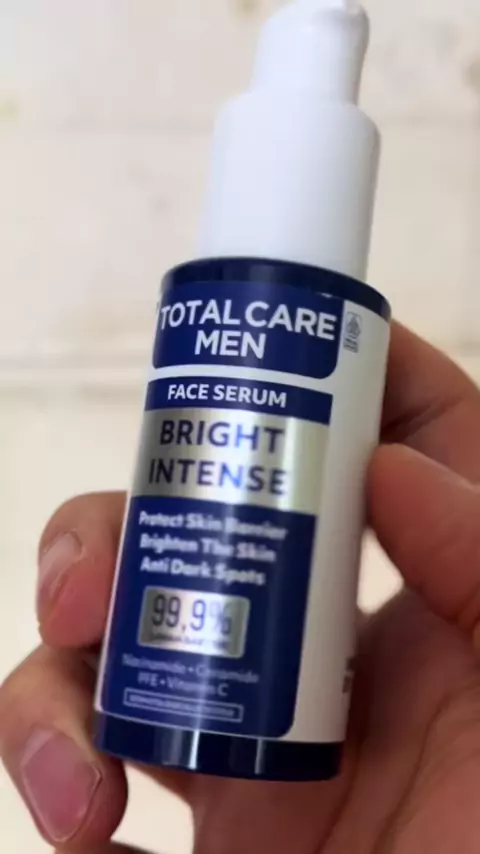 TOTAL CARE
MEN
FACE SERUM
BRIGHT
INTENSE
Protect Skin Barrier
Brighten The Skin
Anti Dark Spots
99,9%
Niacinamide • Ceramide
PFE • Vitamin C